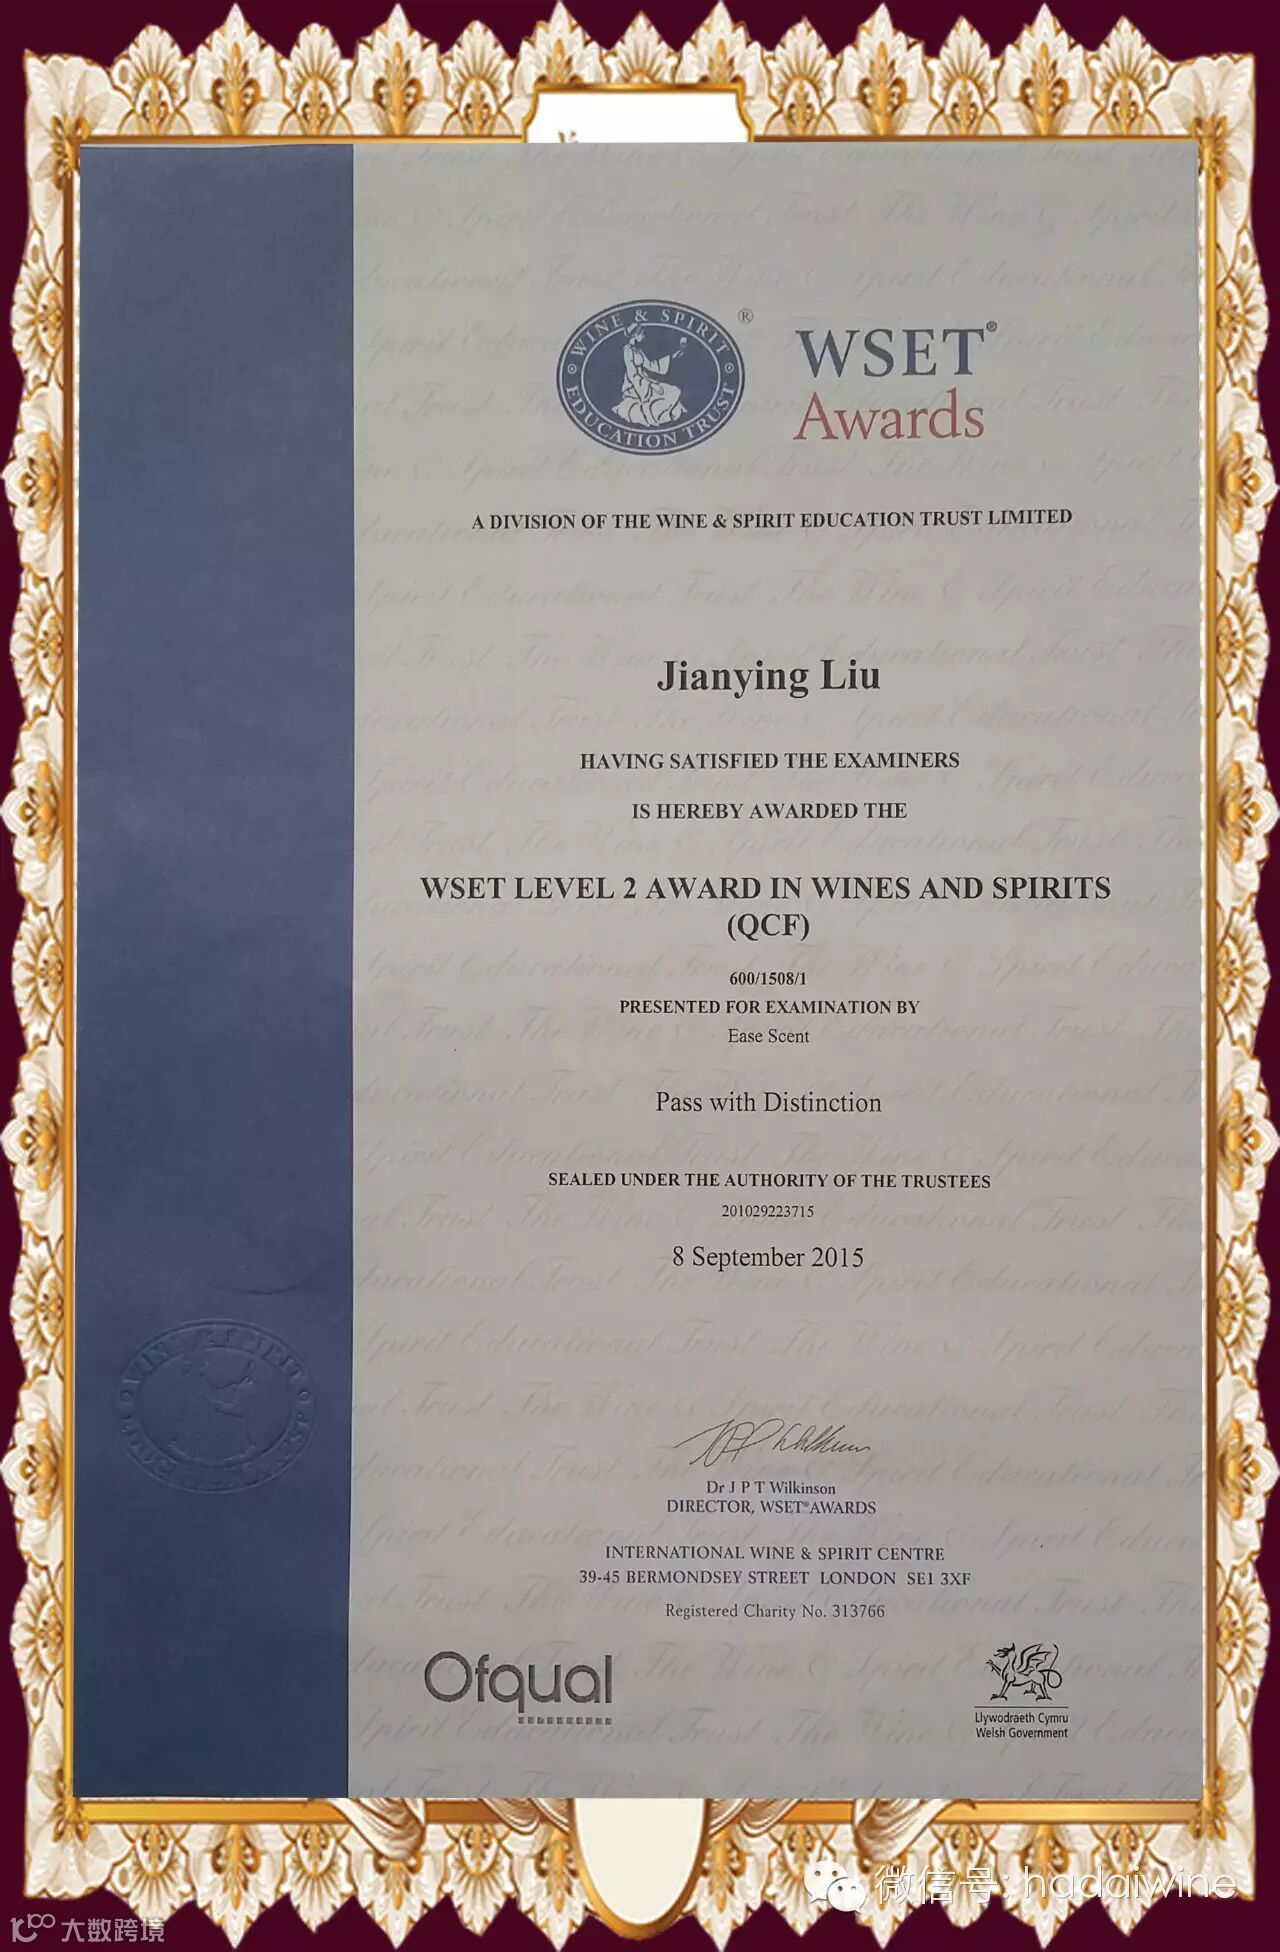 WINE & SPIRIT EDUCATION TRUST ®
WSET®
Awards
A DIVISION OF THE WINE & SPIRIT EDUCATION TRUST LIMITED
Jianying Liu
HAVING SATISFIED THE EXAMINERS
IS HEREBY AWARDED THE
WSET LEVEL 2 AWARD IN WINES AND SPIRITS
(QCF)
600/1508/1
PRESENTED FOR EXAMINATION BY
Ease Scent
Pass with Distinction
SEALED UNDER THE AUTHORITY OF THE TRUSTEES
201029223715
8 September 2015
Dr J P T Wilkinson
DIRECTOR, WSET® AWARDS
INTERNATIONAL WINE & SPIRIT CENTRE
39-45 BERMONDSEY STREET LONDON SE1 3XF
Registered Charity No. 313766
Ofqual
Llywodraeth Cymru
Welsh Government
微信号: hadaiwine
大数跨境